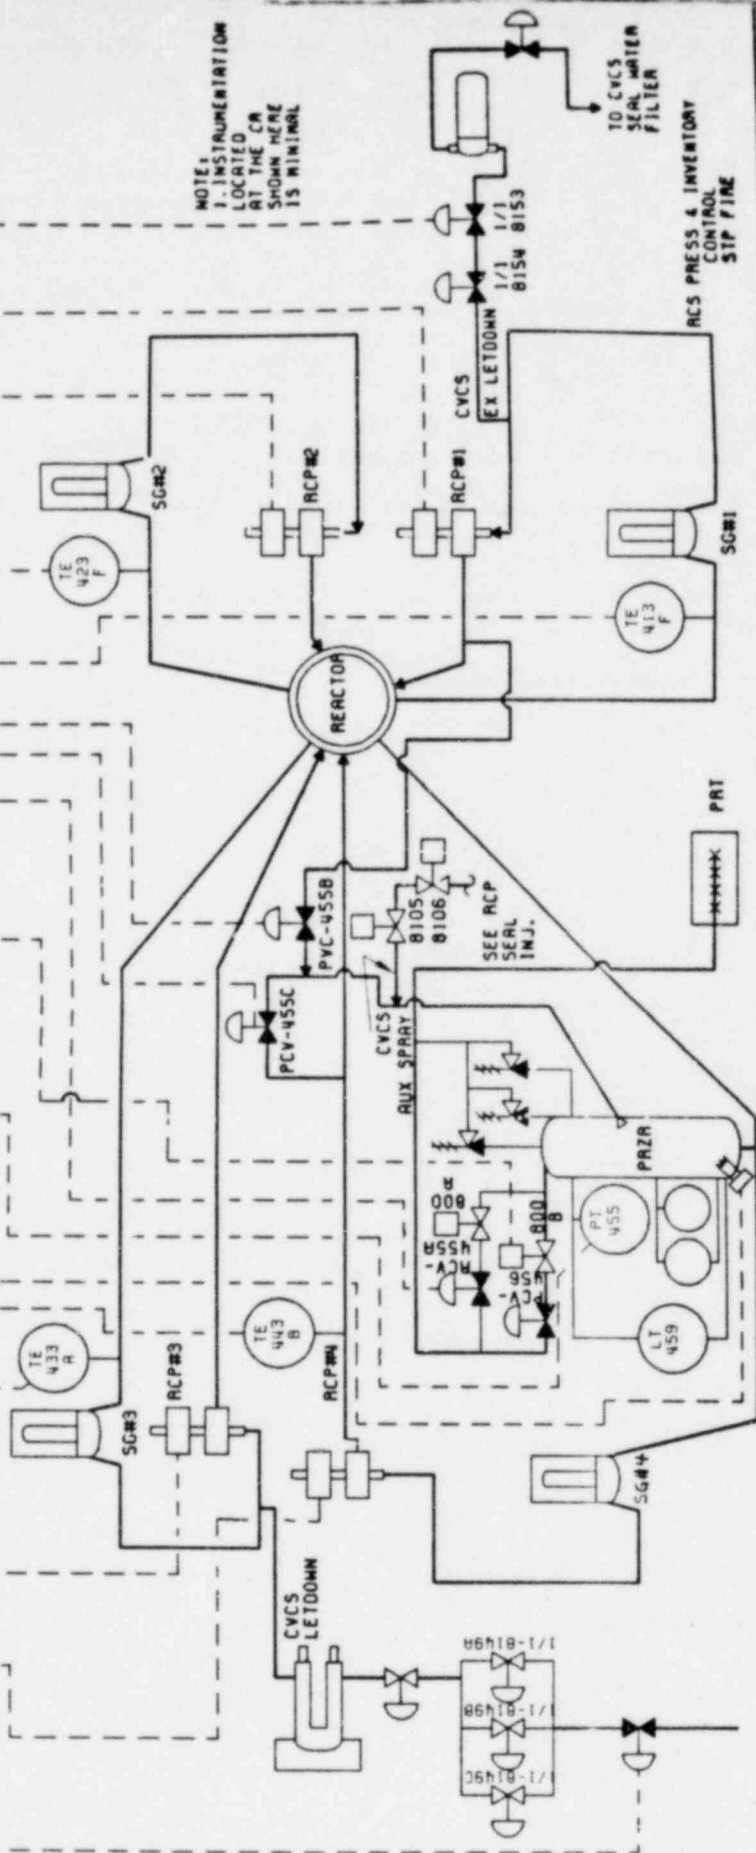 NOTE:
1. INSTRUMENTATION
LOCATED
AT THE CR
SHOWN HERE
IS MINIMAL
TO CVCS
SEAL WATER
FILTER
RCS PRESS & INVENTORY
CONTROL
STP FIRE
1/1
8153
1/1
8154
CVCS
EX LETDOWN
SG#2
RCP#2
RCP#1
SG#1
TE
423
F
TE
413
F
REACTOR
PRT
PVC-455B
PCV-455C
8105
8106
SEE RCP
SEAL
INJ.
CVCS
AUX SPRAY
PRZR
800
A
800
B
RCV-
455A
PCV-
456
PT
455
LT
459
TE
433
A
TE
443
B
RCP#3
RCP#4
SG#3
SG#4
CVCS
LETDOWN
1/1-8149A
1/1-8149B
1/1-8149C